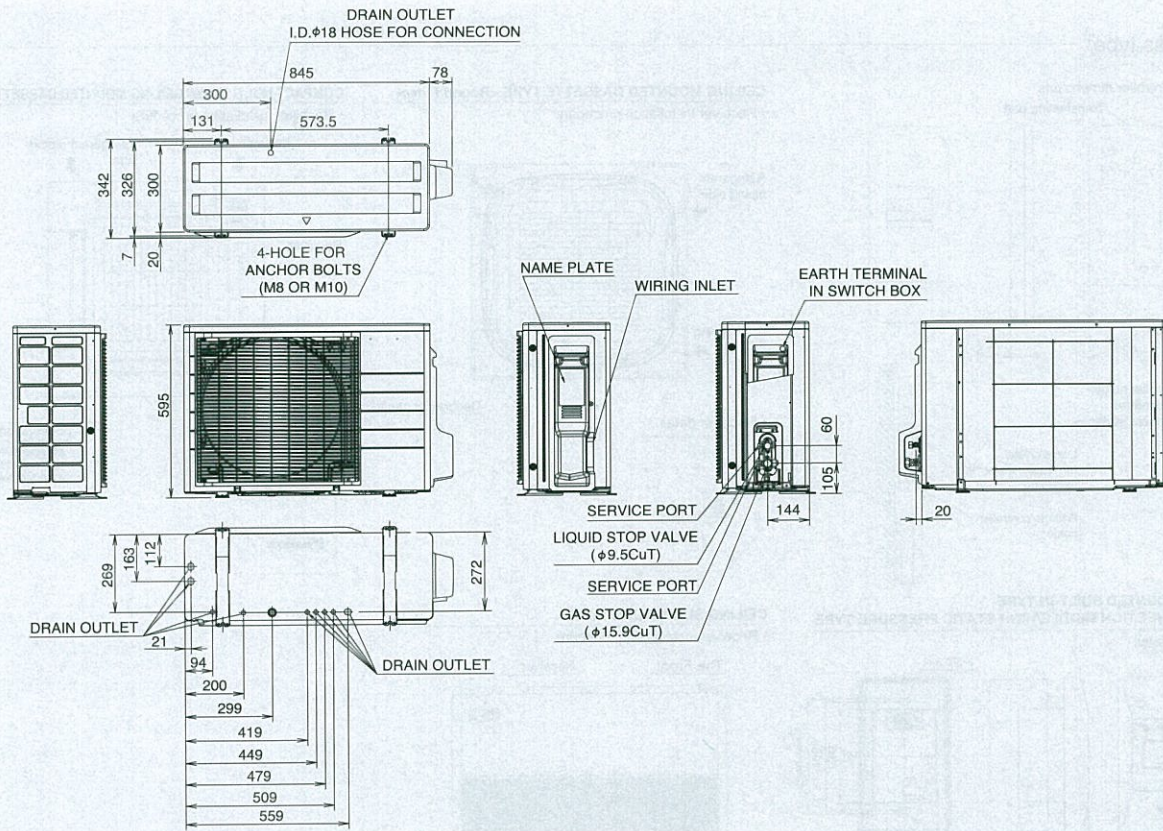 DRAIN OUTLET
I.D.φ18 HOSE FOR CONNECTION
845
78
300
131
573.5
342
326
300
7
20
4-HOLE FOR
ANCHOR BOLTS
(M8 OR M10)
NAME PLATE
WIRING INLET
EARTH TERMINAL
IN SWITCH BOX
595
60
105
144
20
SERVICE PORT
LIQUID STOP VALVE
(φ9.5CuT)
SERVICE PORT
GAS STOP VALVE
(φ15.9CuT)
269
163
112
272
DRAIN OUTLET
21
94
DRAIN OUTLET
200
299
419
449
479
509
559